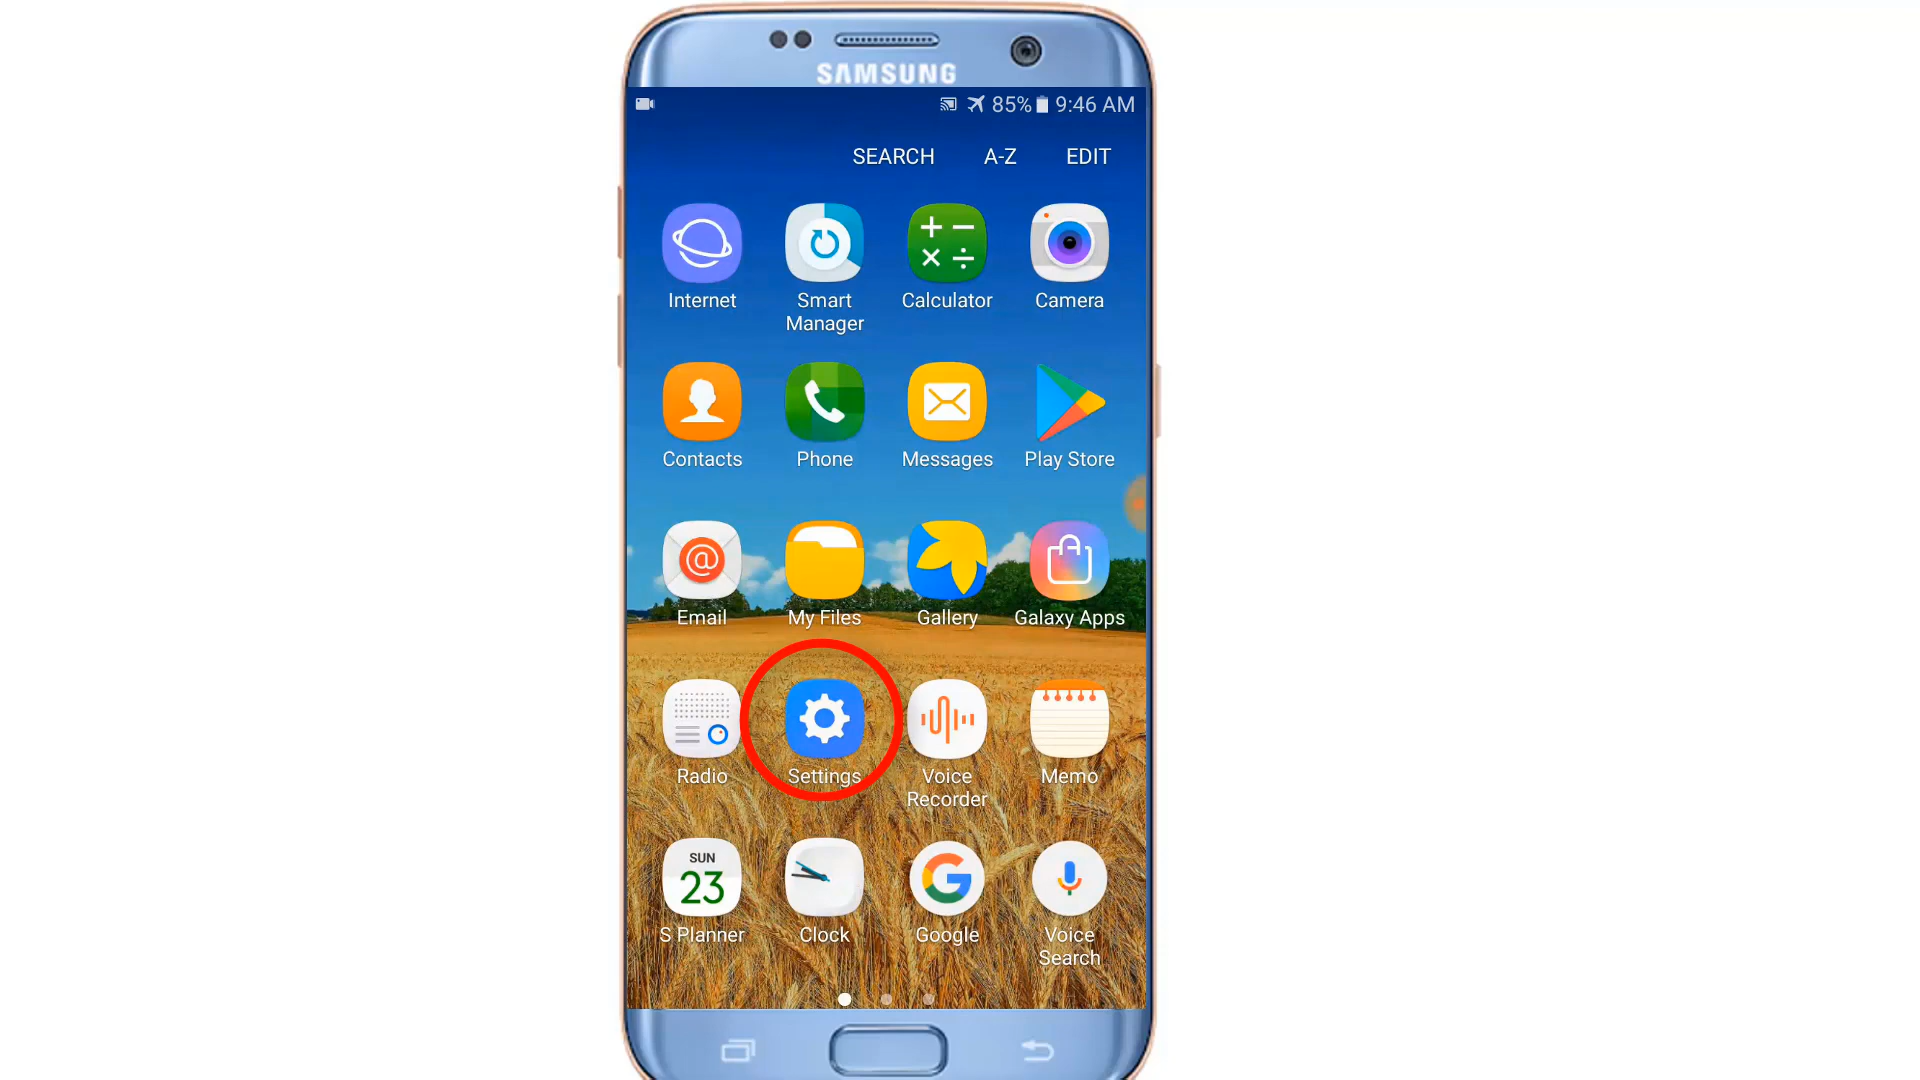 SAMSUNG
85% 9:46 AM
SEARCH A-Z EDIT
Internet Smart Manager Calculator Camera
Contacts Phone Messages Play Store
@
Email My Files Gallery Galaxy Apps
Radio Settings Voice Recorder Memo
SUN
23
G
S Planner Clock Google Voice Search